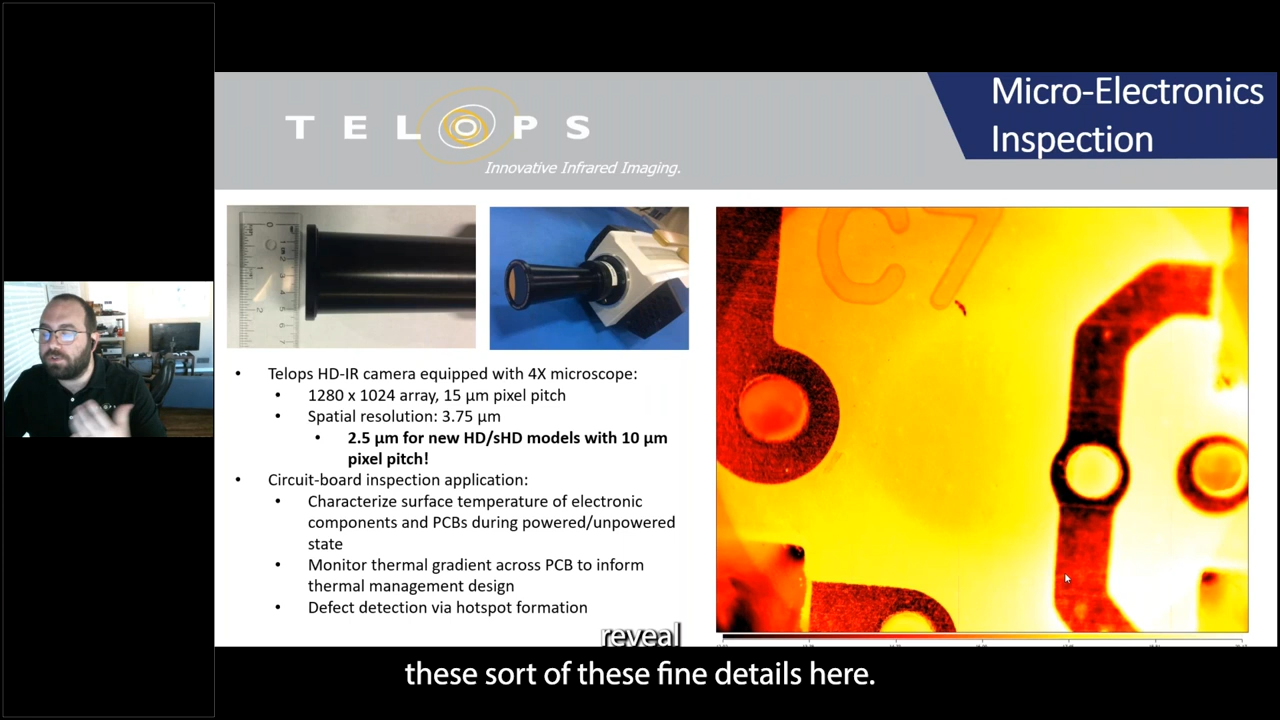 TELOPS
Innovative Infrared Imaging.
Micro-Electronics
Inspection
C7
• Telops HD-IR camera equipped with 4X microscope:
• 1280 x 1024 array, 15 µm pixel pitch
• Spatial resolution: 3.75 µm
• 2.5 µm for new HD/sHD models with 10 µm
pixel pitch!
• Circuit-board inspection application:
• Characterize surface temperature of electronic
components and PCBs during powered/unpowered
state
• Monitor thermal gradient across PCB to inform
thermal management design
• Defect detection via hotspot formation
reveal
these sort of these fine details here.